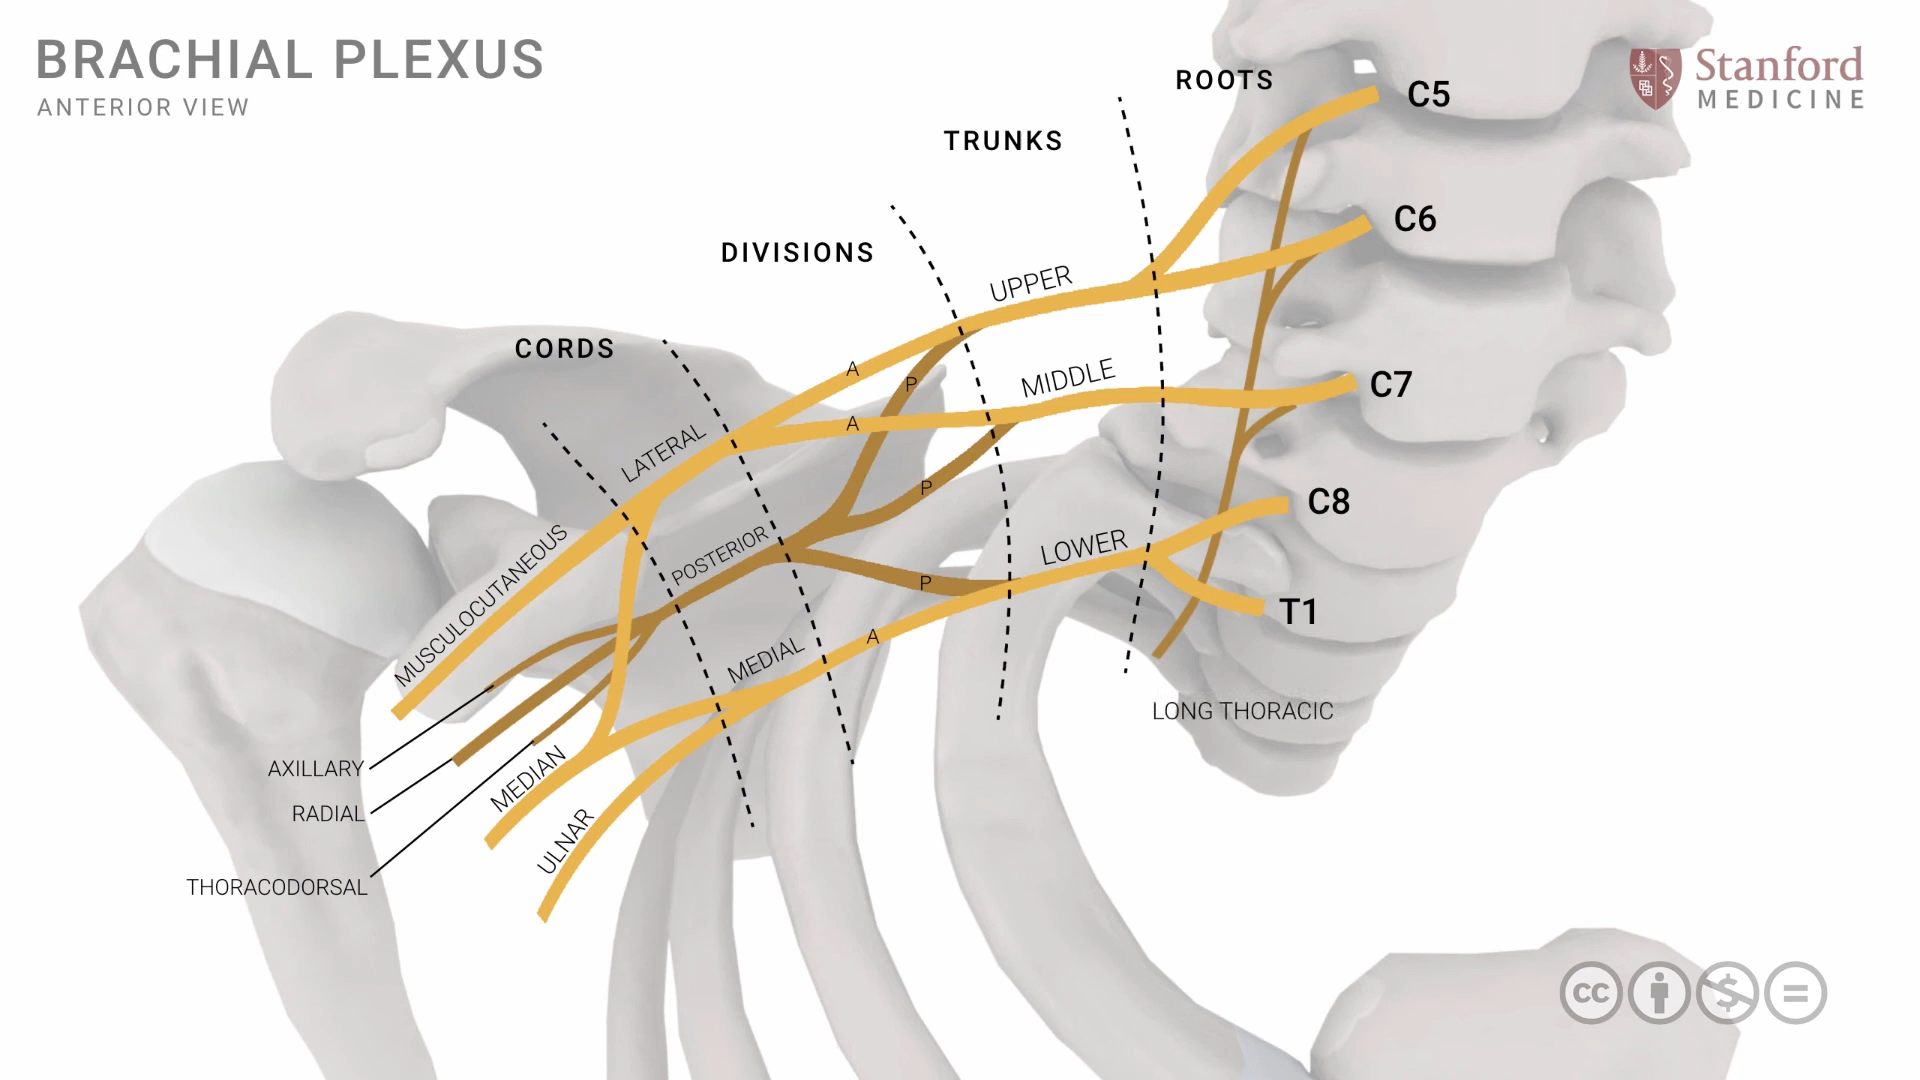 BRACHIAL PLEXUS
ANTERIOR VIEW
Stanford
MEDICINE
ROOTS
TRUNKS
DIVISIONS
CORDS
C5
C6
C7
C8
T1
UPPER
MIDDLE
LOWER
A
P
A
P
P
A
LATERAL
POSTERIOR
MEDIAL
MUSCULOCUTANEOUS
AXILLARY
RADIAL
THORACODORSAL
MEDIAN
ULNAR
LONG THORACIC
cc
$
=